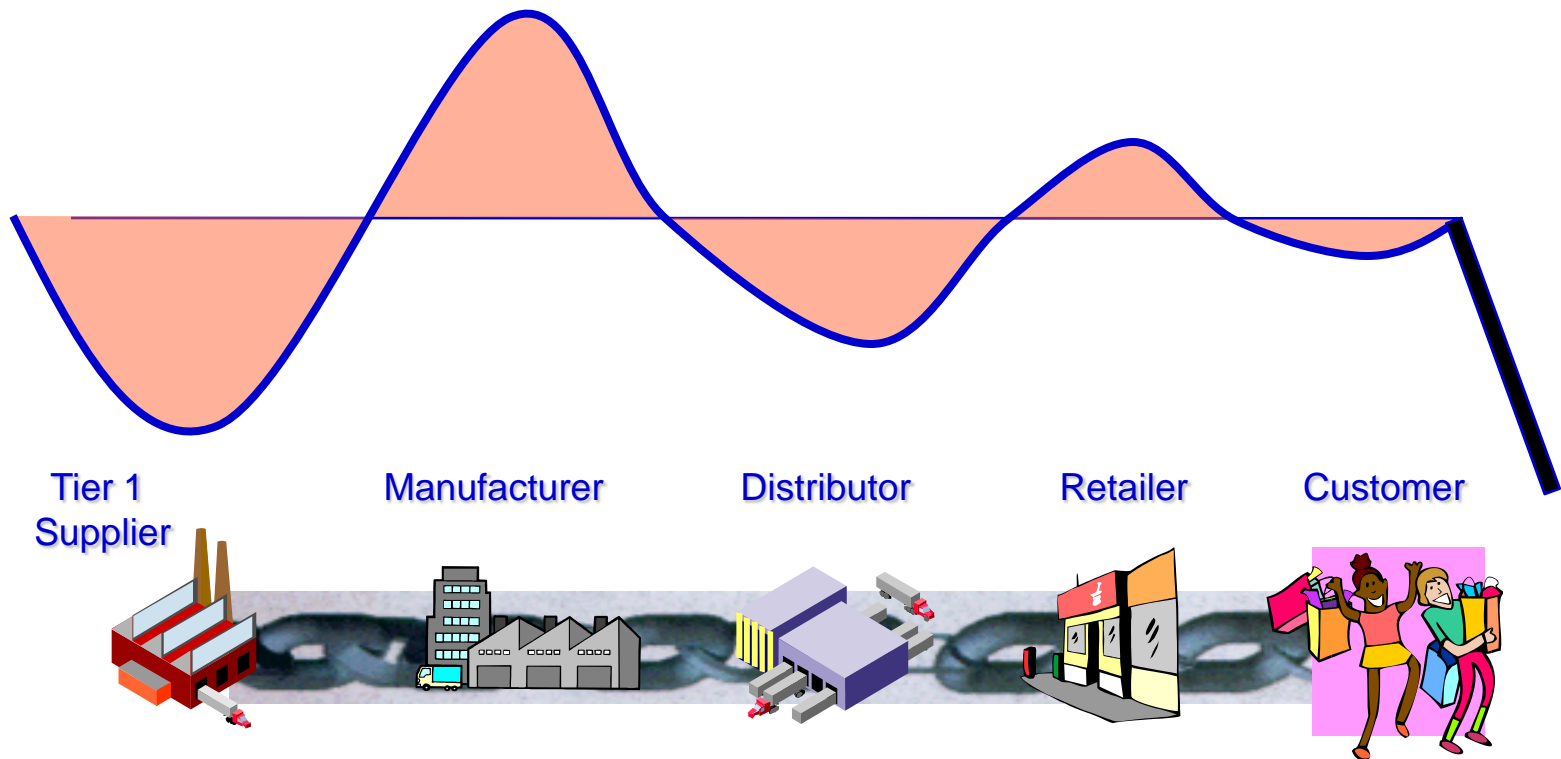 Tier 1
Supplier
Manufacturer
Distributor
Retailer
Customer